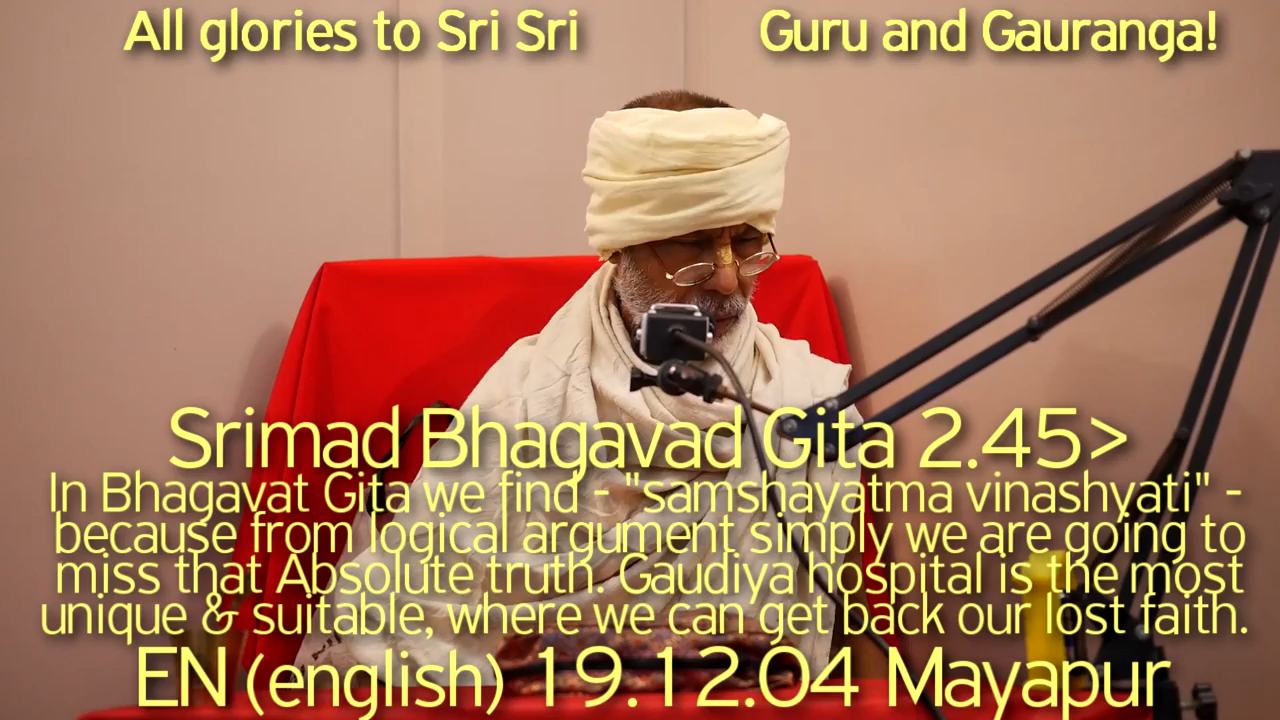 All glories to Sri Sri Guru and Gauranga!
Srimad Bhagavad Gita 2.45>
In Bhagavat Gita we find - "samshayatma vinashyati" -
because from logical argument simply we are going to
miss that Absolute truth. Gaudiya hospital is the most
unique & suitable, where we can get back our lost faith.
EN (english) 19.12.04 Mayapur